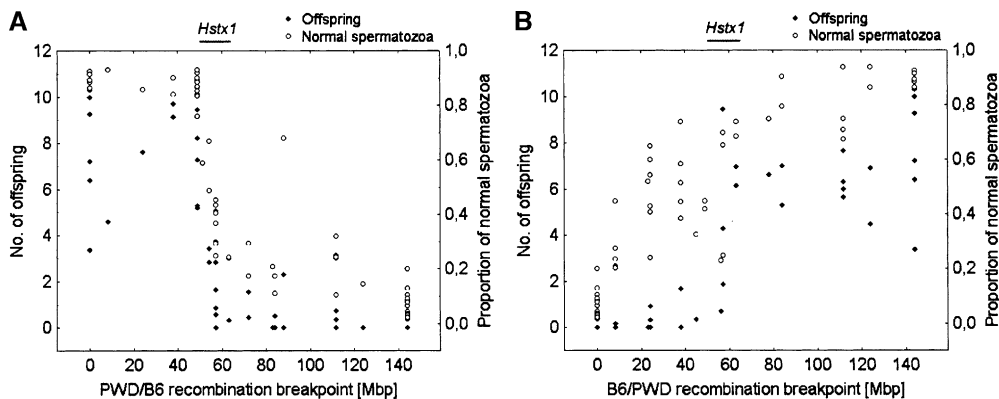 A
Hstx1
Offspring
Normal spermatozoa
12
10
8
6
4
2
0
No. of offspring
1,0
0,8
0,6
0,4
0,2
0,0
Proportion of normal spermatozoa
0 20 40 60 80 100 120 140
PWD/B6 recombination breakpoint [Mbp]
B
Hstx1
Offspring
Normal spermatozoa
12
10
8
6
4
2
0
No. of offspring
1,0
0,8
0,6
0,4
0,2
0,0
Proportion of normal spermatozoa
0 20 40 60 80 100 120 140
B6/PWD recombination breakpoint [Mbp]